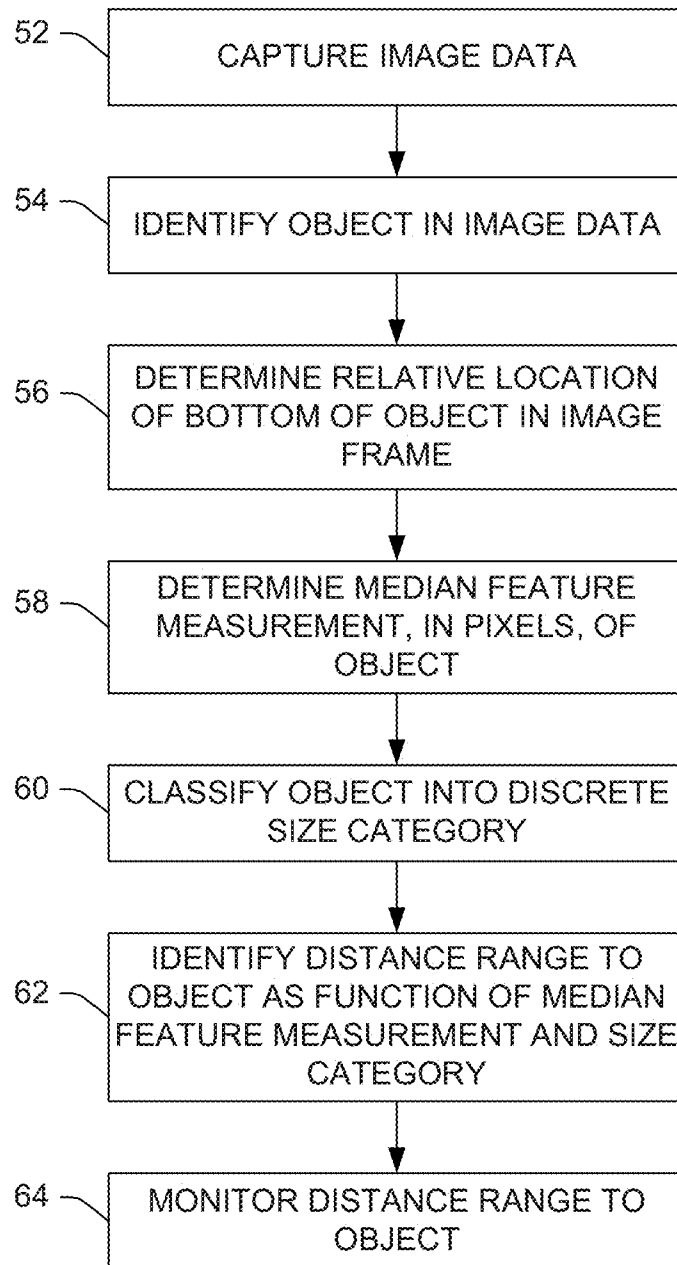 52
CAPTURE IMAGE DATA
54
IDENTIFY OBJECT IN IMAGE DATA
56
DETERMINE RELATIVE LOCATION
OF BOTTOM OF OBJECT IN IMAGE
FRAME
58
DETERMINE MEDIAN FEATURE
MEASUREMENT, IN PIXELS, OF
OBJECT
60
CLASSIFY OBJECT INTO DISCRETE
SIZE CATEGORY
62
IDENTIFY DISTANCE RANGE TO
OBJECT AS FUNCTION OF MEDIAN
FEATURE MEASUREMENT AND SIZE
CATEGORY
64
MONITOR DISTANCE RANGE TO
OBJECT